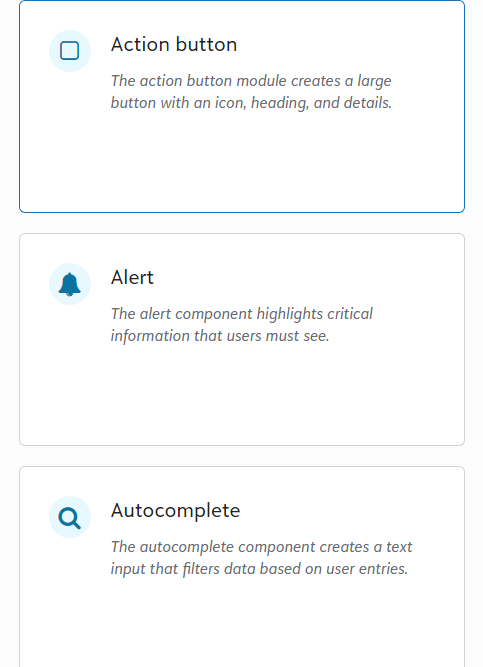 Action button
The action button module creates a large
button with an icon, heading, and details.
Alert
The alert component highlights critical
information that users must see.
Autocomplete
The autocomplete component creates a text
input that filters data based on user entries.